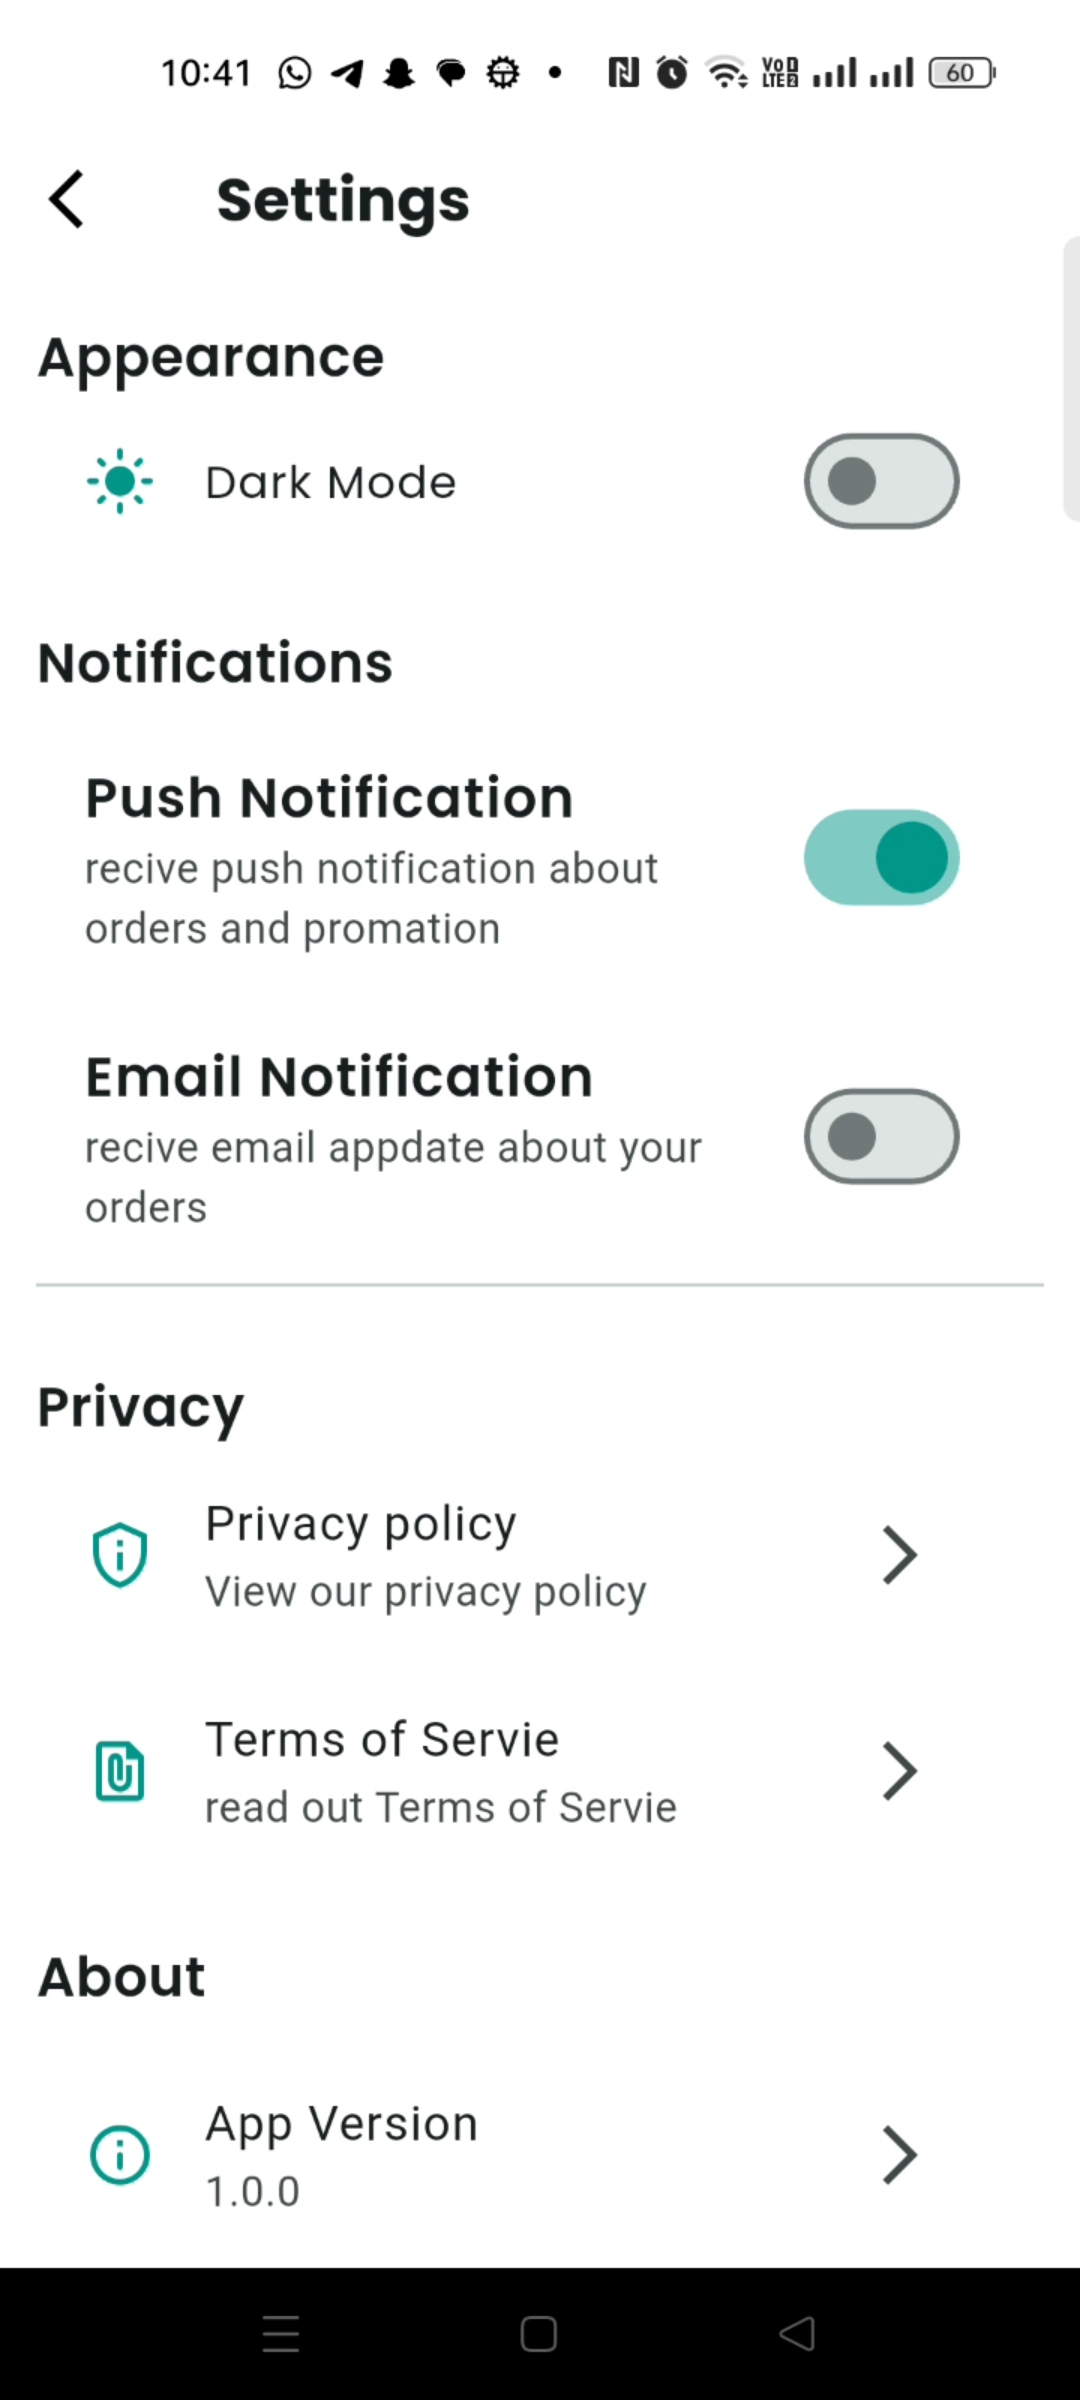 10:41
VoD
LTE2
60
Settings
Appearance
Dark Mode
Notifications
Push Notification
recive push notification about
orders and promation
Email Notification
recive email appdate about your
orders
Privacy
Privacy policy
View our privacy policy
Terms of Servie
read out Terms of Servie
About
App Version
1.0.0